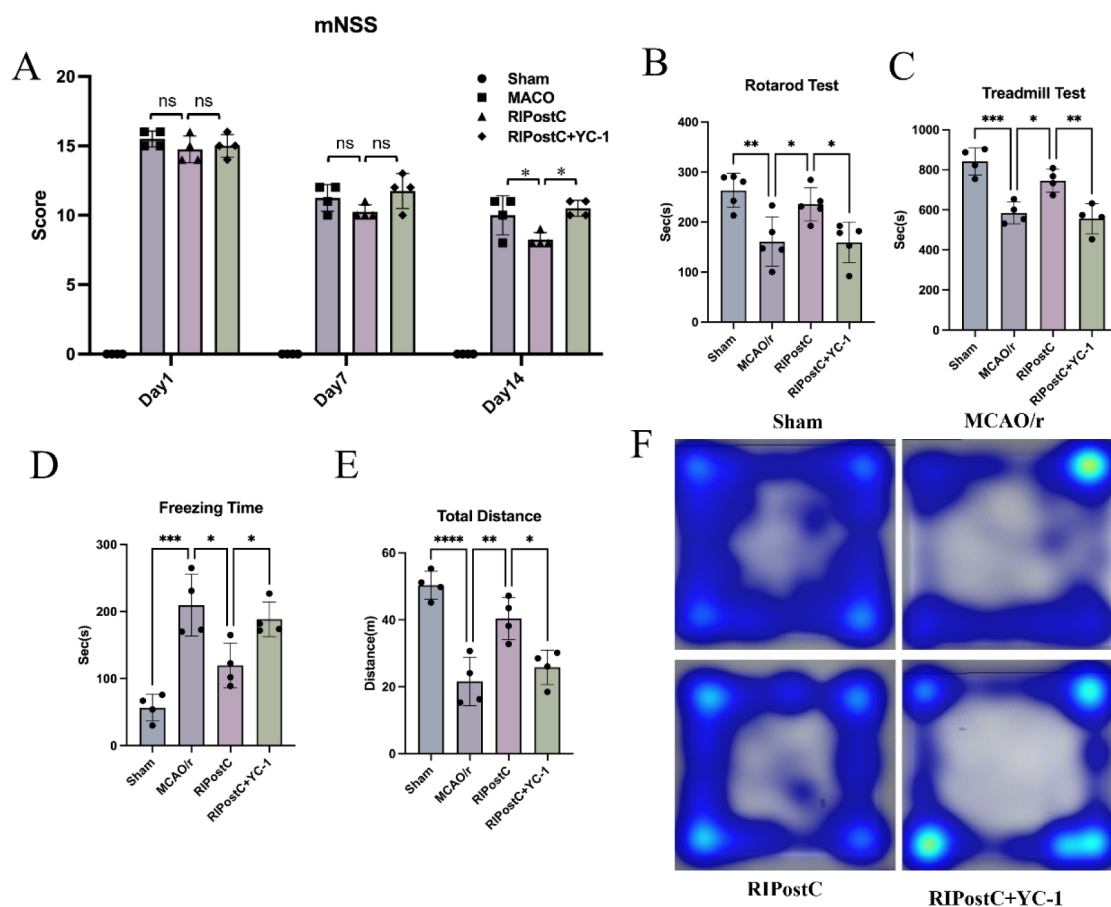 mNSS
A
Score
20
15
10
5
0
ns
ns
ns
ns
*
*
Sham
MACO
RIPostC
RIPostC+YC-1
Day1
Day7
Day14
B
Rotarod Test
Sec(s)
400
300
200
100
0
**
*
*
Sham
MCAO/r
RIPostC
RIPostC+YC-1
C
Treadmill Test
Sec(s)
1000
800
600
400
200
0
***
*
**
Sham
MCAO/r
RIPostC
RIPostC+YC-1
D
Freezing Time
Sec(s)
300
200
100
0
***
*
*
Sham
MCAO/r
RIPostC
RIPostC+YC-1
E
Total Distance
Distance(m)
60
40
20
0
****
**
*
Sham
MCAO/r
RIPostC
RIPostC+YC-1
F
Sham
MCAO/r
RIPostC
RIPostC+YC-1